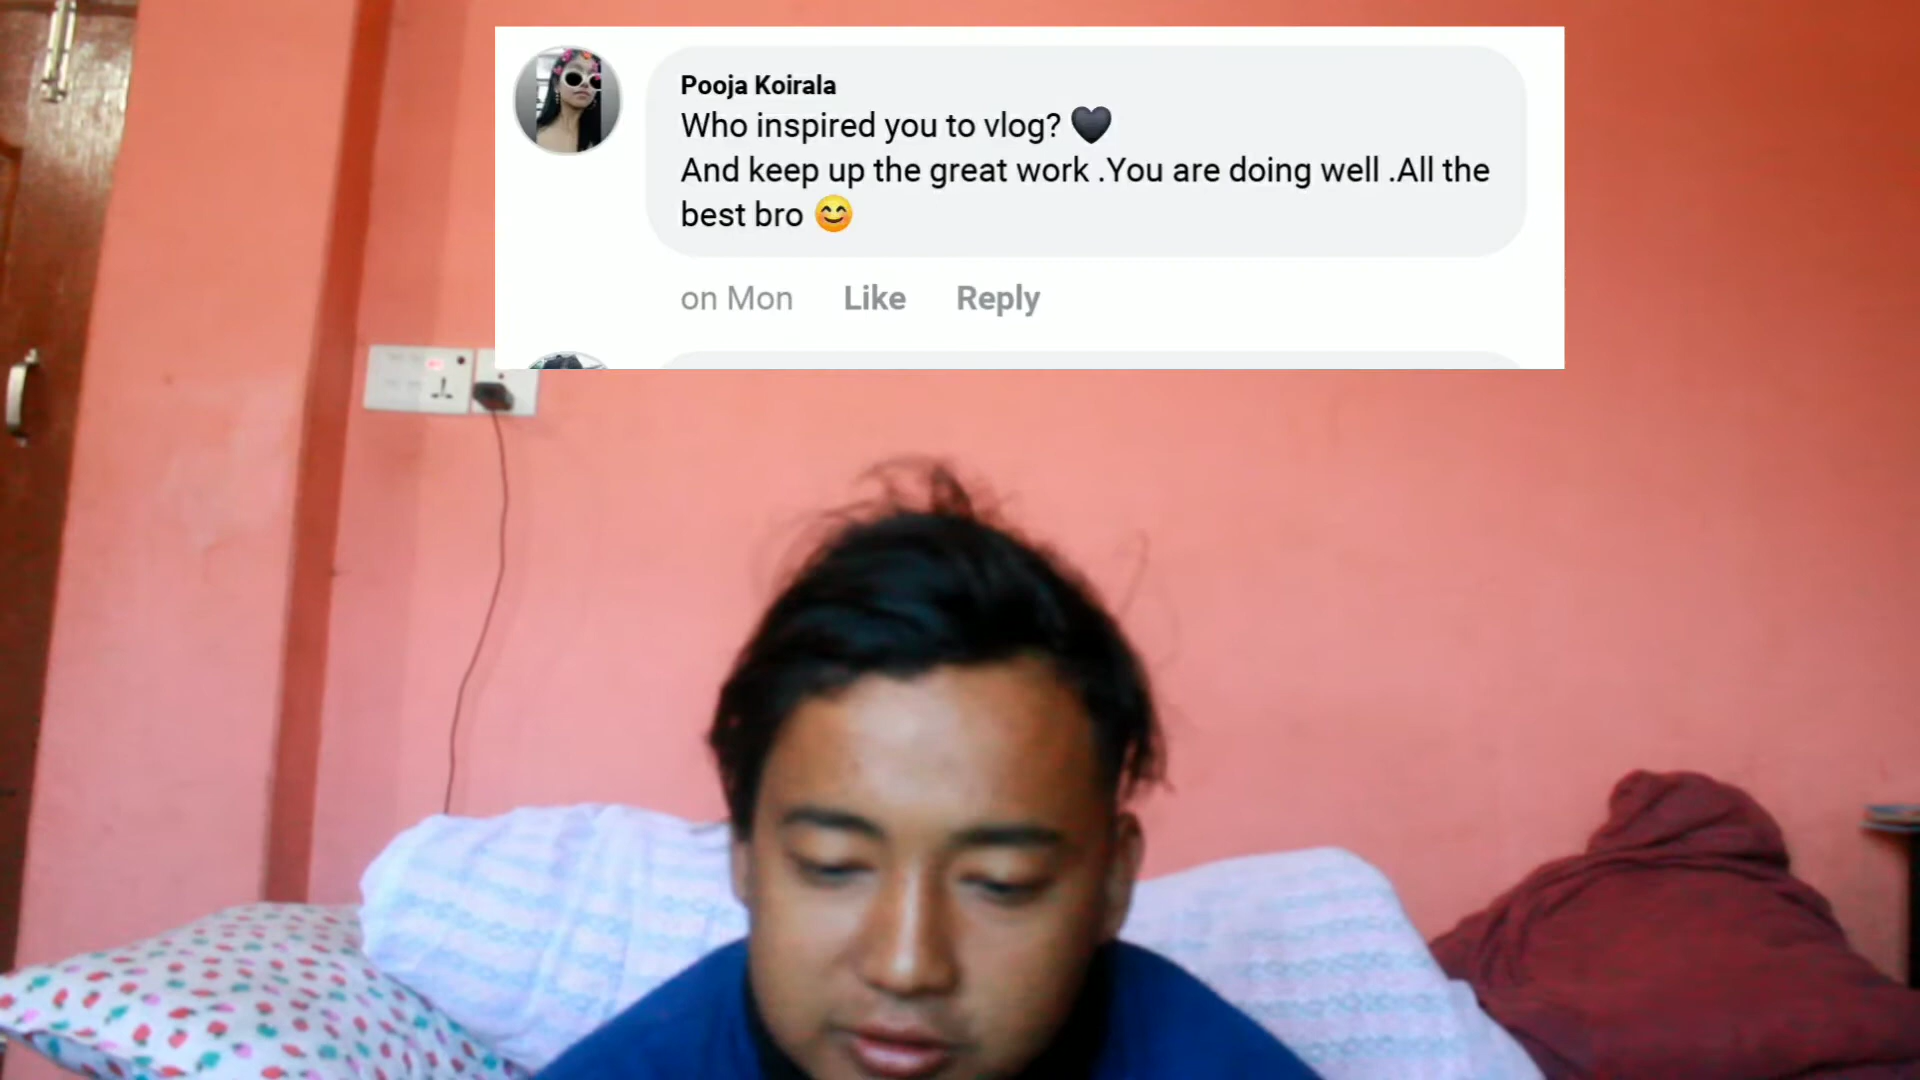 Pooja Koirala
Who inspired you to vlog? 🖤
And keep up the great work .You are doing well .All the
best bro 😊
on Mon Like Reply